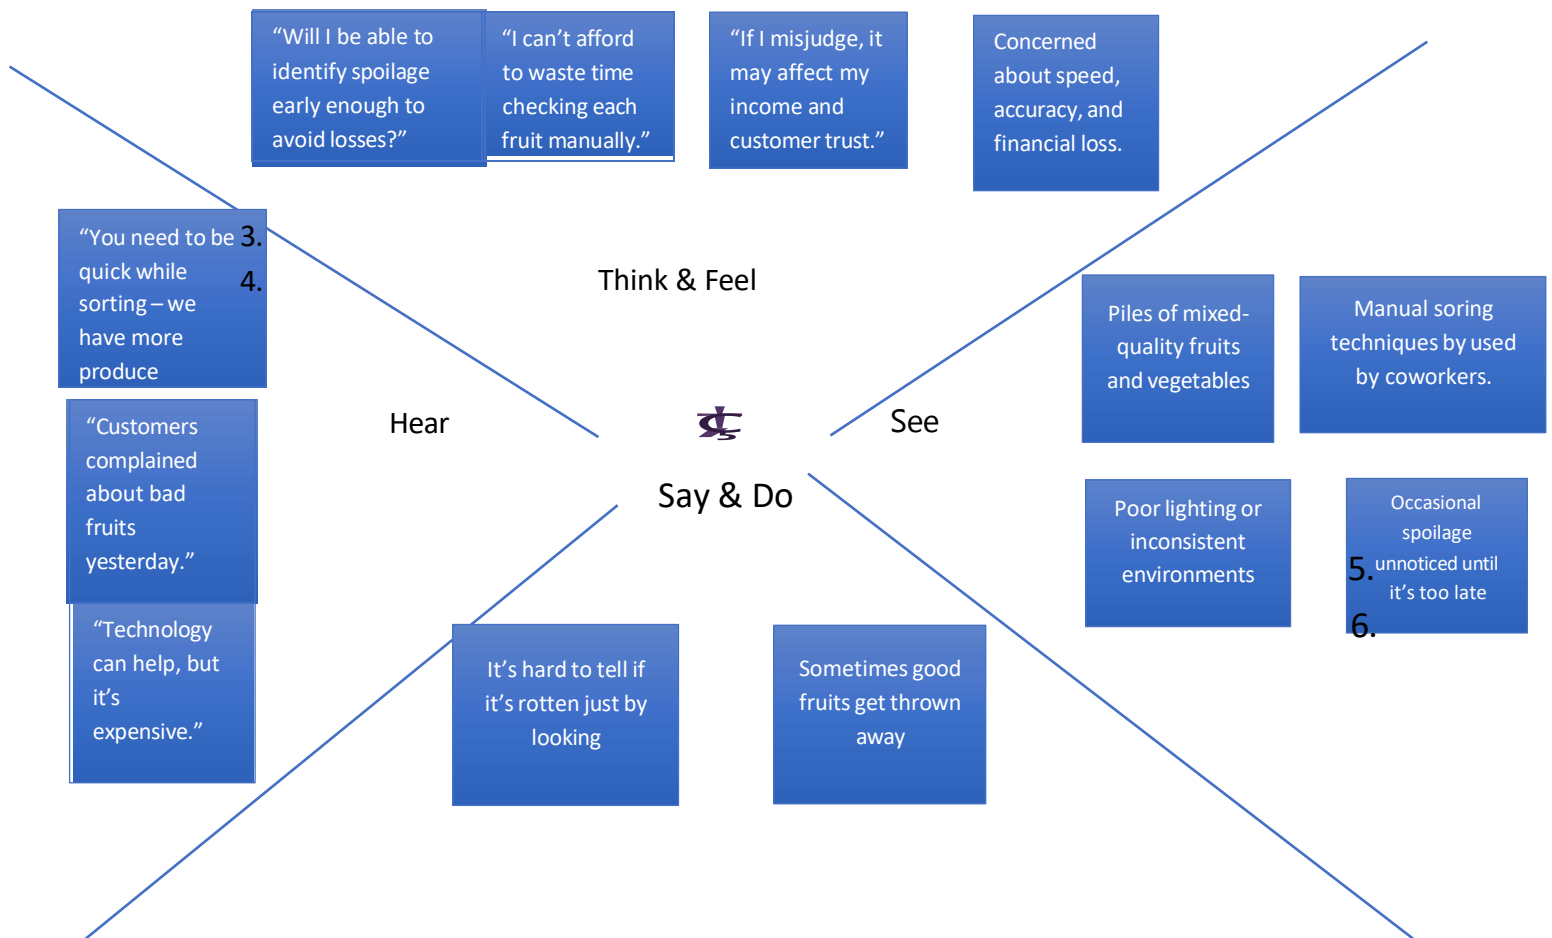 “Will I be able to
identify spoilage
early enough to
avoid losses?”
“I can’t afford
to waste time
checking each
fruit manually.”
“If I misjudge, it
may affect my
income and
customer trust.”
Concerned
about speed,
accuracy, and
financial loss.
“You need to be
quick while
sorting – we
have more
produce
3.
4.
Think & Feel
Piles of mixed-
quality fruits
and vegetables
Manual soring
techniques by used
by coworkers.
Hear
See
“Customers
complained
about bad
fruits
yesterday.”
Say & Do
Poor lighting or
inconsistent
environments
Occasional
spoilage
unnoticed until
it’s too late
5.
6.
“Technology
can help, but
it’s
expensive.”
It’s hard to tell if
it’s rotten just by
looking
Sometimes good
fruits get thrown
away